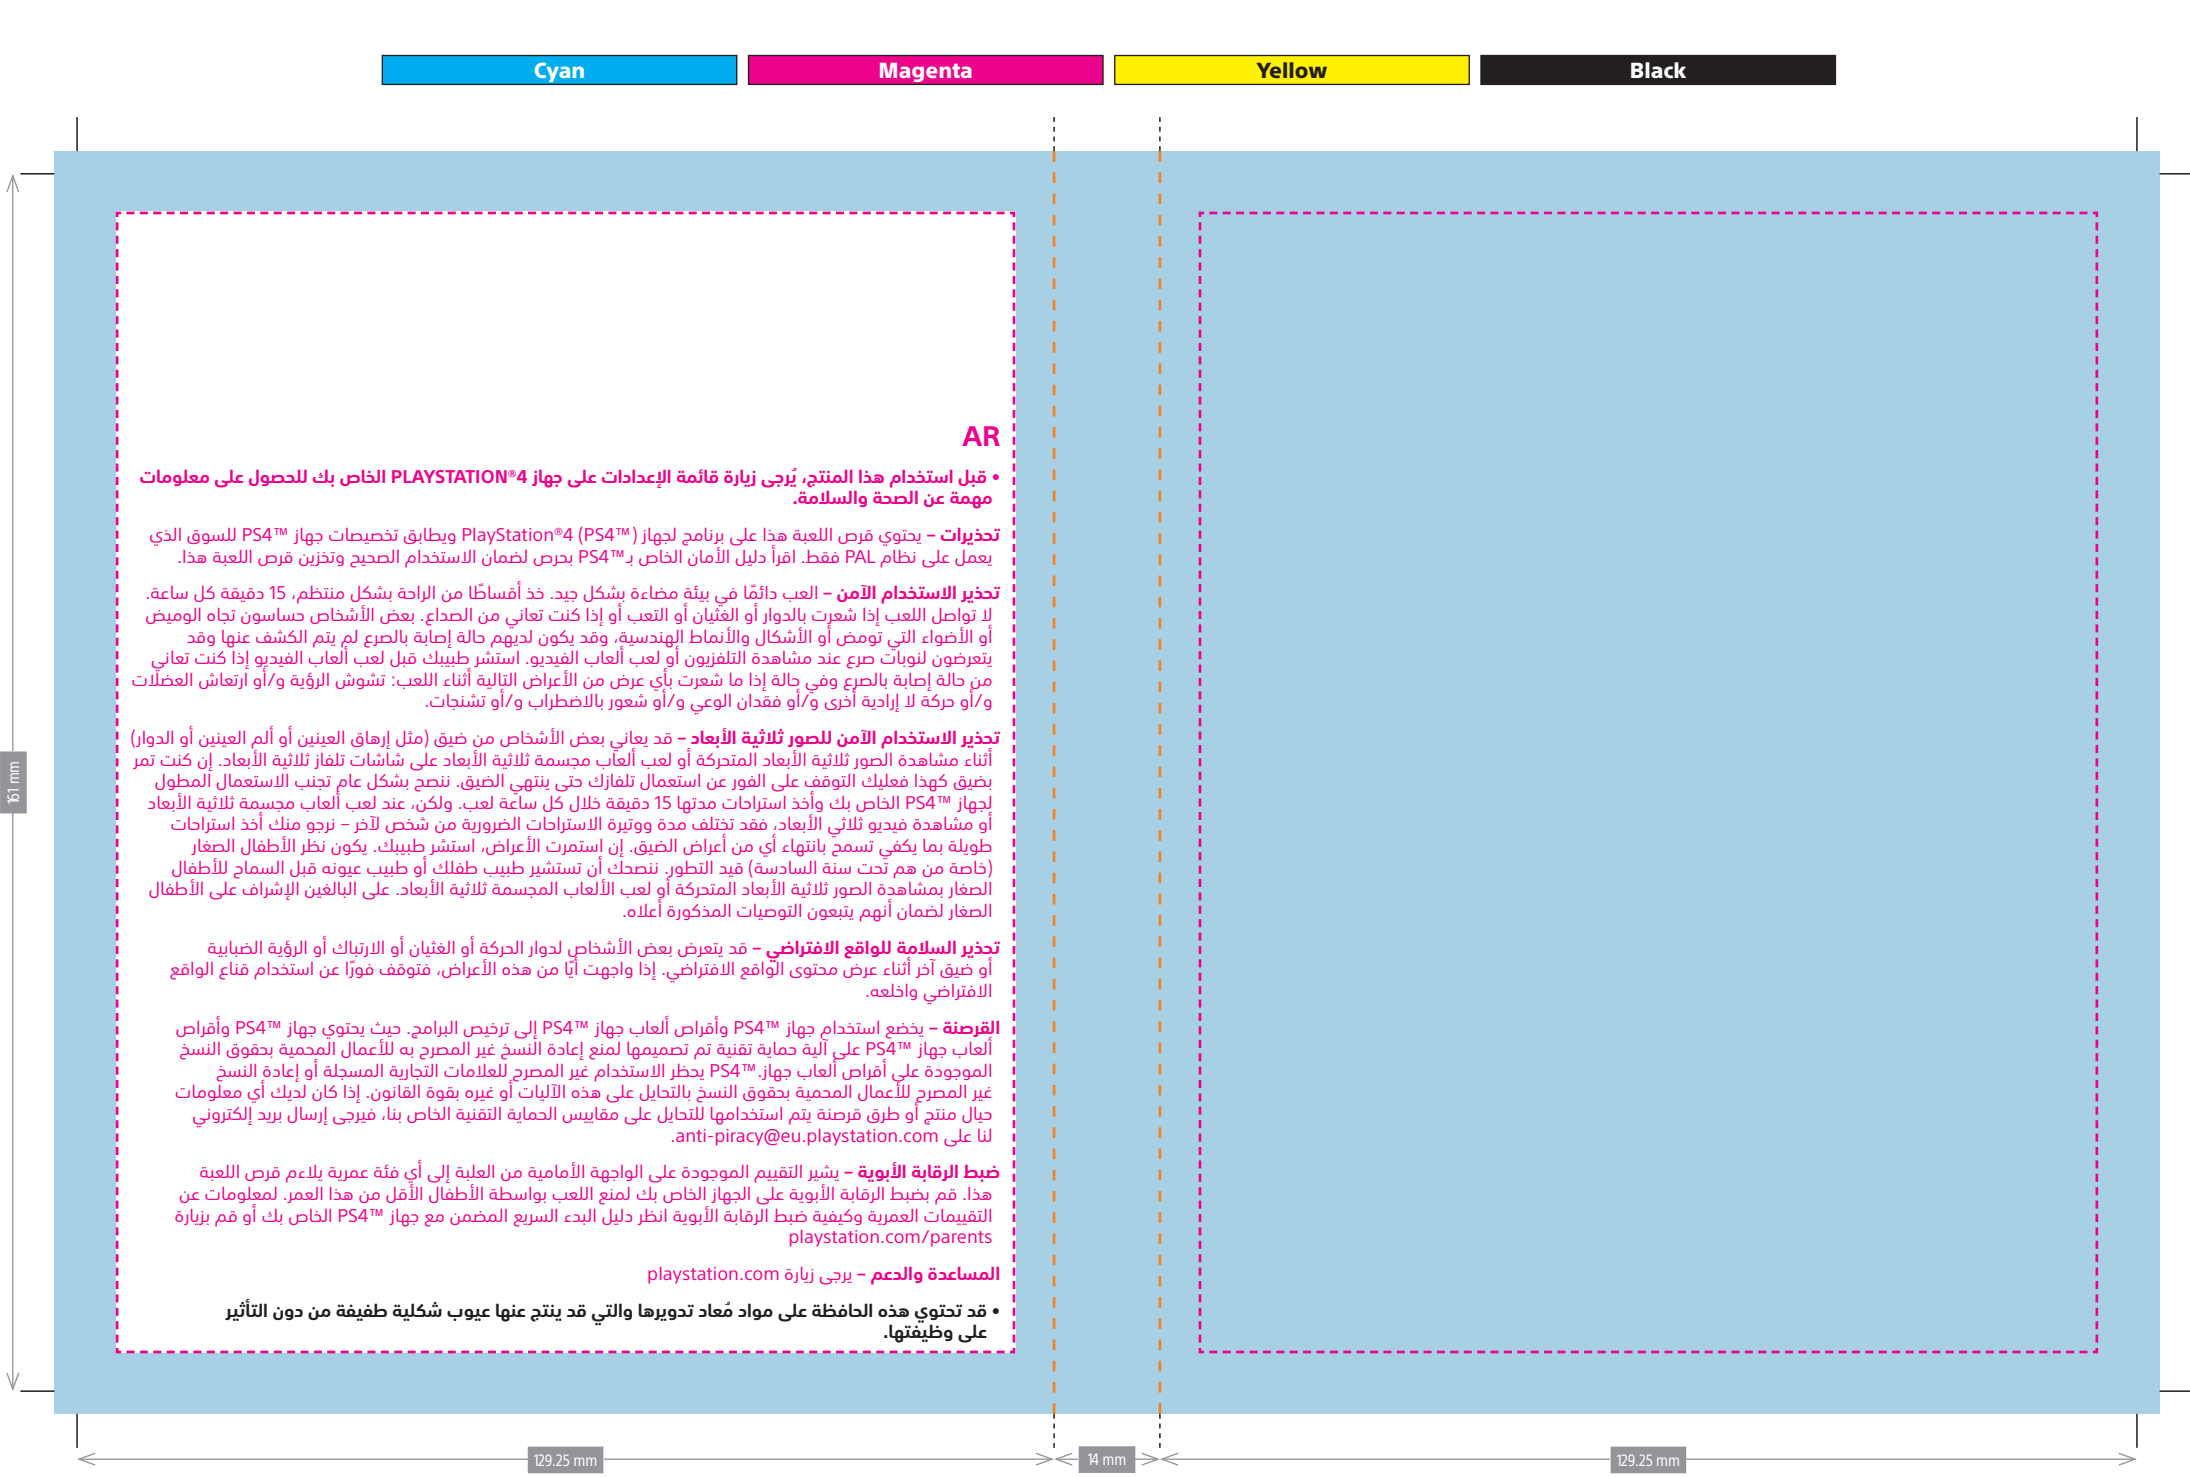 Cyan
Magenta
Yellow
Black
AR
• قبل استخدام هذا المنتج، يُرجى زيارة قائمة الإعدادات على جهاز PLAYSTATION®4 الخاص بك للحصول على معلومات
مهمة عن الصحة والسلامة.
تحذيرات – يحتوي قرص اللعبة هذا على برنامج لجهاز PlayStation®4 (PS4™) ويطابق تخصيصات جهاز PS4™ للسوق الذي
يعمل على نظام PAL فقط. اقرأ دليل الأمان الخاص بـPS4™ بحرص لضمان الاستخدام الصحيح وتخزين قرص اللعبة هذا.
تحذير الاستخدام الآمن – العب دائمًا في بيئة مضاءة بشكل جيد. خذ أقساطًا من الراحة بشكل منتظم، 15 دقيقة كل ساعة.
لا تواصل اللعب إذا شعرت بالدوار أو الغثيان أو التعب أو إذا كنت تعاني من الصداع. بعض الأشخاص حساسون تجاه الوميض
أو الأضواء التي تومض أو الأشكال والأنماط الهندسية، وقد يكون لديهم حالة إصابة بالصرع لم يتم الكشف عنها وقد
يتعرضون لنوبات صرع عند مشاهدة التلفزيون أو لعب ألعاب الفيديو. استشر طبيبك قبل لعب ألعاب الفيديو إذا كنت تعاني
من حالة إصابة بالصرع وفي حالة إذا ما شعرت بأي عرض من الأعراض التالية أثناء اللعب: تشوش الرؤية و/أو ارتعاش العضلات
و/أو حركة لا إرادية أخرى و/أو فقدان الوعي و/أو شعور بالاضطراب و/أو تشنجات.
تحذير الاستخدام الآمن للصور ثلاثية الأبعاد – قد يعاني بعض الأشخاص من ضيق (مثل إرهاق العينين أو ألم العينين أو الدوار)
أثناء مشاهدة الصور ثلاثية الأبعاد المتحركة أو لعب ألعاب مجسمة ثلاثية الأبعاد على شاشات تلفاز ثلاثية الأبعاد. إن كنت تمر
بضيق كهذا فعليك التوقف على الفور عن استعمال تلفازك حتى ينتهي الضيق. ننصح بشكل عام تجنب الاستعمال المطول
لجهاز PS4™ الخاص بك وأخذ استراحات مدتها 15 دقيقة خلال كل ساعة لعب. ولكن، عند لعب ألعاب مجسمة ثلاثية الأبعاد
أو مشاهدة فيديو ثلاثي الأبعاد، فقد تختلف مدة ووتيرة الاستراحات الضرورية من شخص لآخر – نرجو منك أخذ استراحات
طويلة بما يكفي تسمح بانتهاء أي من أعراض الضيق. إن استمرت الأعراض، استشر طبيبك. يكون نظر الأطفال الصغار
(خاصة من هم تحت سنة السادسة) قيد التطور. ننصحك أن تستشير طبيب طفلك أو طبيب عيونه قبل السماح للأطفال
الصغار بمشاهدة الصور ثلاثية الأبعاد المتحركة أو لعب الألعاب المجسمة ثلاثية الأبعاد. على البالغين الإشراف على الأطفال
الصغار لضمان أنهم يتبعون التوصيات المذكورة أعلاه.
تحذير السلامة للواقع الافتراضي – قد يتعرض بعض الأشخاص لدوار الحركة أو الغثيان أو الارتباك أو الرؤية الضبابية
أو ضيق آخر أثناء عرض محتوى الواقع الافتراضي. إذا واجهت أيًا من هذه الأعراض، فتوقف فورًا عن استخدام قناع الواقع
الافتراضي واخلعه.
القرصنة – يخضع استخدام جهاز PS4™ وأقراص ألعاب جهاز PS4™ إلى ترخيص البرامج. حيث يحتوي جهاز PS4™ وأقراص
ألعاب جهاز PS4™ على آلية حماية تقنية تم تصميمها لمنع إعادة النسخ غير المصرح به للأعمال المحمية بحقوق النسخ
الموجودة على أقراص ألعاب جهاز.PS4™ يحظر الاستخدام غير المصرح للعلامات التجارية المسجلة أو إعادة النسخ
غير المصرح للأعمال المحمية بحقوق النسخ بالتحايل على هذه الآليات أو غيره بقوة القانون. إذا كان لديك أي معلومات
حيال منتج أو طرق قرصنة يتم استخدامها للتحايل على مقاييس الحماية التقنية الخاص بنا، فيرجى إرسال بريد إلكتروني
لنا على anti-piracy@eu.playstation.com.
ضبط الرقابة الأبوية – يشير التقييم الموجودة على الواجهة الأمامية من العلبة إلى أي فئة عمرية يلاءم قرص اللعبة
هذا. قم بضبط الرقابة الأبوية على الجهاز الخاص بك لمنع اللعب بواسطة الأطفال الأقل من هذا العمر. لمعلومات عن
التقييمات العمرية وكيفية ضبط الرقابة الأبوية انظر دليل البدء السريع المضمن مع جهاز PS4™ الخاص بك أو قم بزيارة
playstation.com/parents
المساعدة والدعم – يرجى زيارة playstation.com
• قد تحتوي هذه الحافظة على مواد مُعاد تدويرها والتي قد ينتج عنها عيوب شكلية طفيفة من دون التأثير
على وظيفتها.
161 mm
129.25 mm
14 mm
129.25 mm